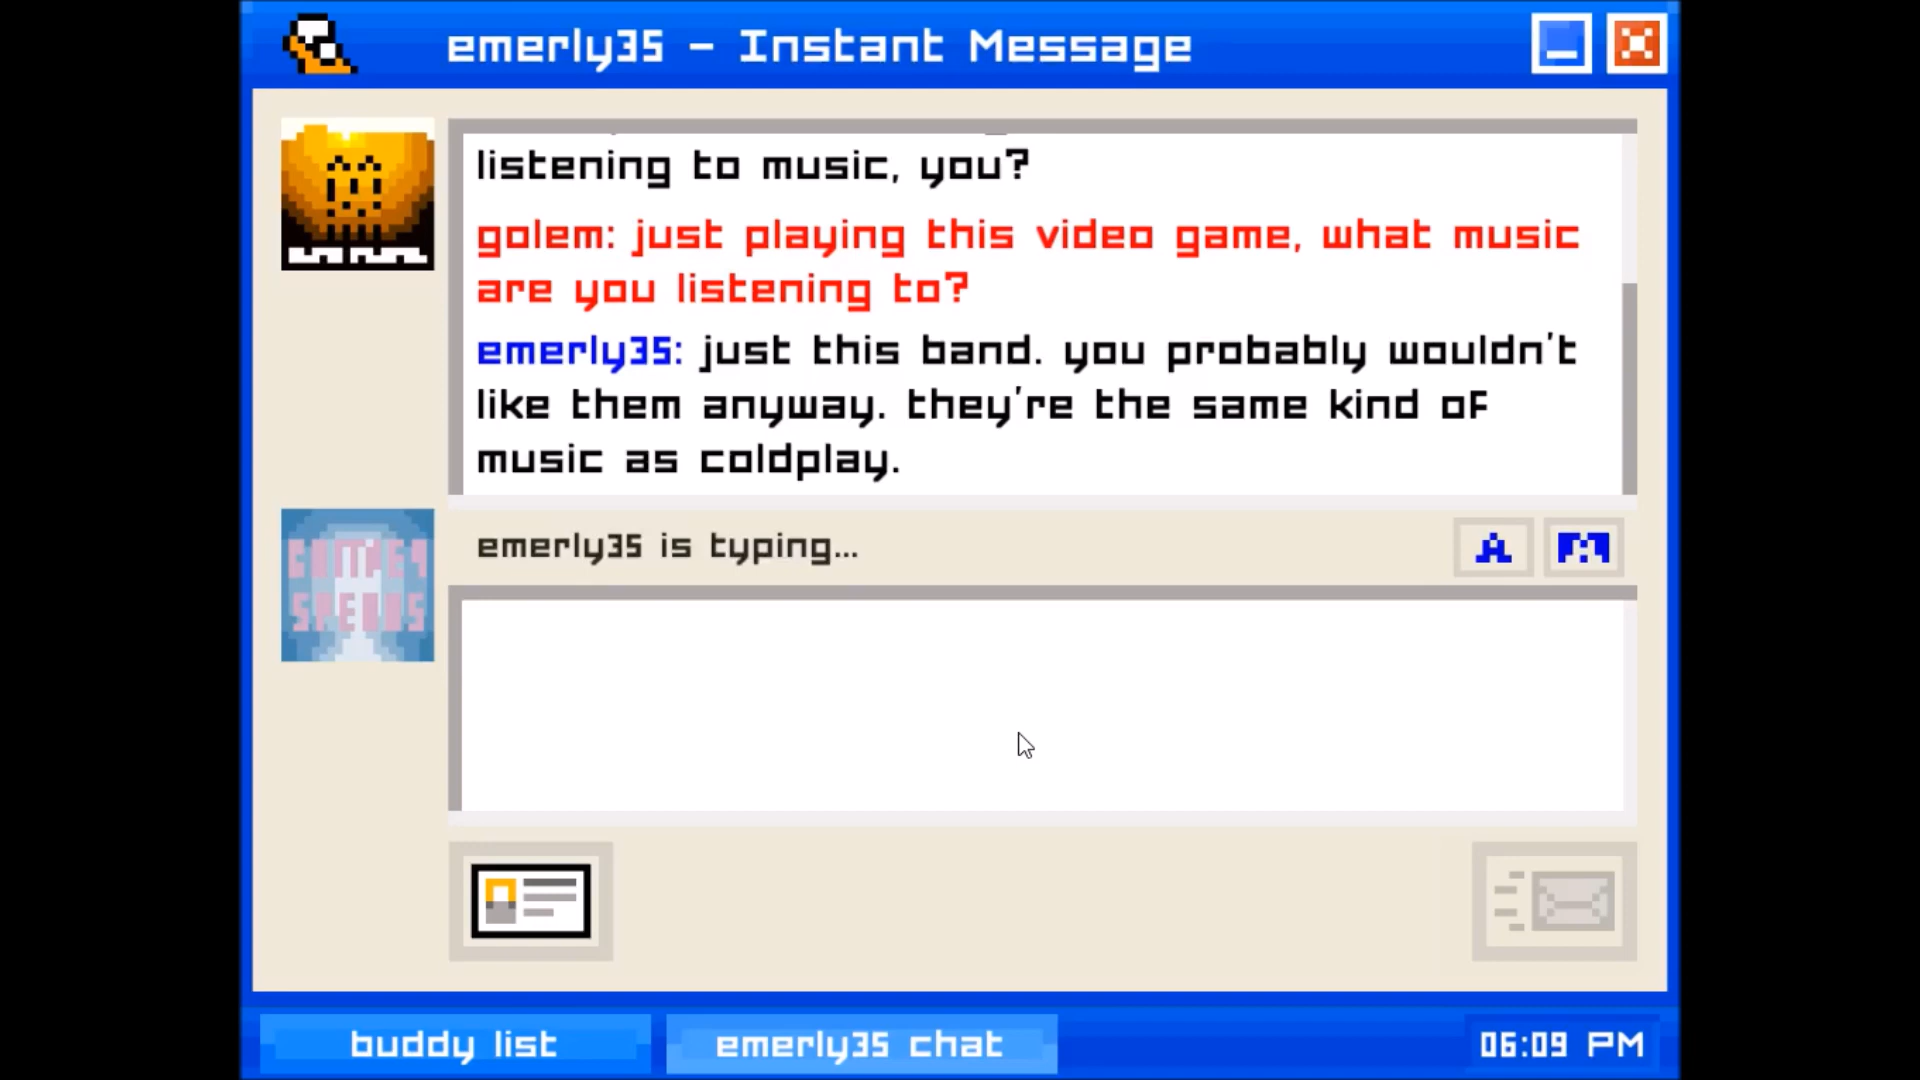 emerly35 - Instant Message
listening to music, you?
golem: just playing this video game, what music
are you listening to?
emerly35: just this band. you probably wouldn't
like them anyway. they're the same kind of
music as coldplay.
emerly35 is typing...
A
buddy list
emerly35 chat
06:09 PM